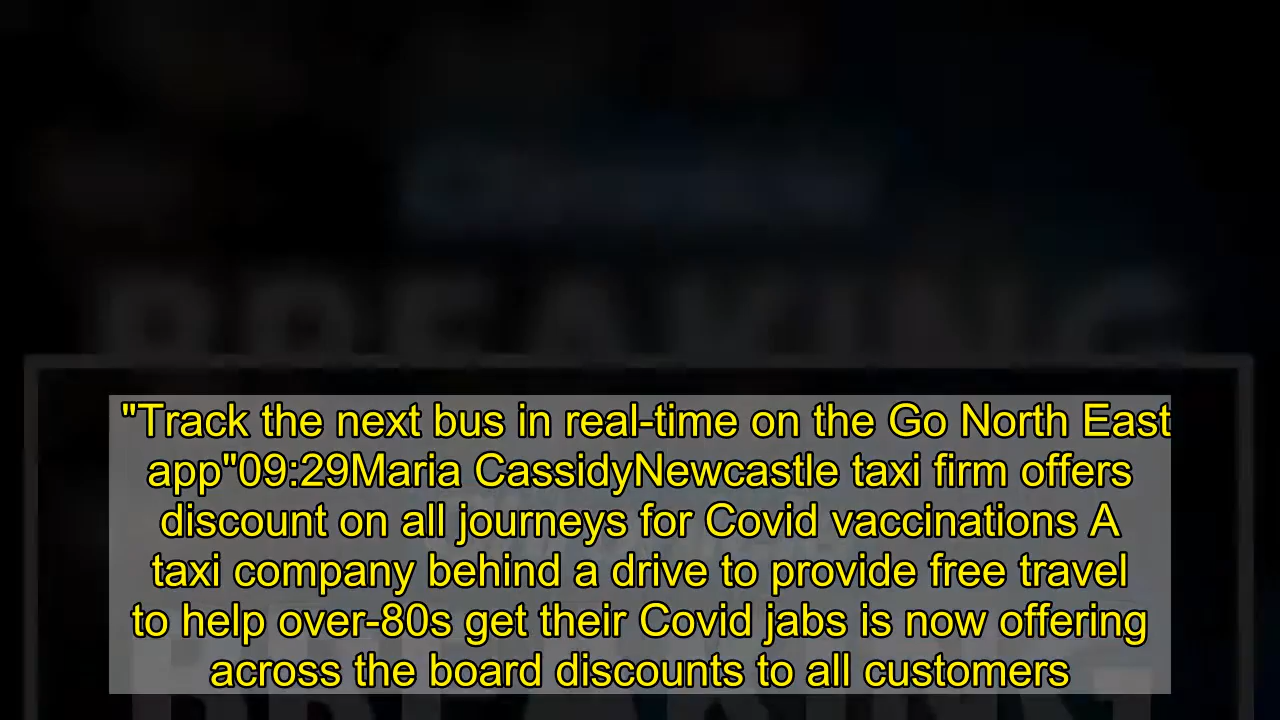 BREAKING
"Track the next bus in real-time on the Go North East
app"09:29Maria CassidyNewcastle taxi firm offers
discount on all journeys for Covid vaccinations A
taxi company behind a drive to provide free travel
to help over-80s get their Covid jabs is now offering
across the board discounts to all customers